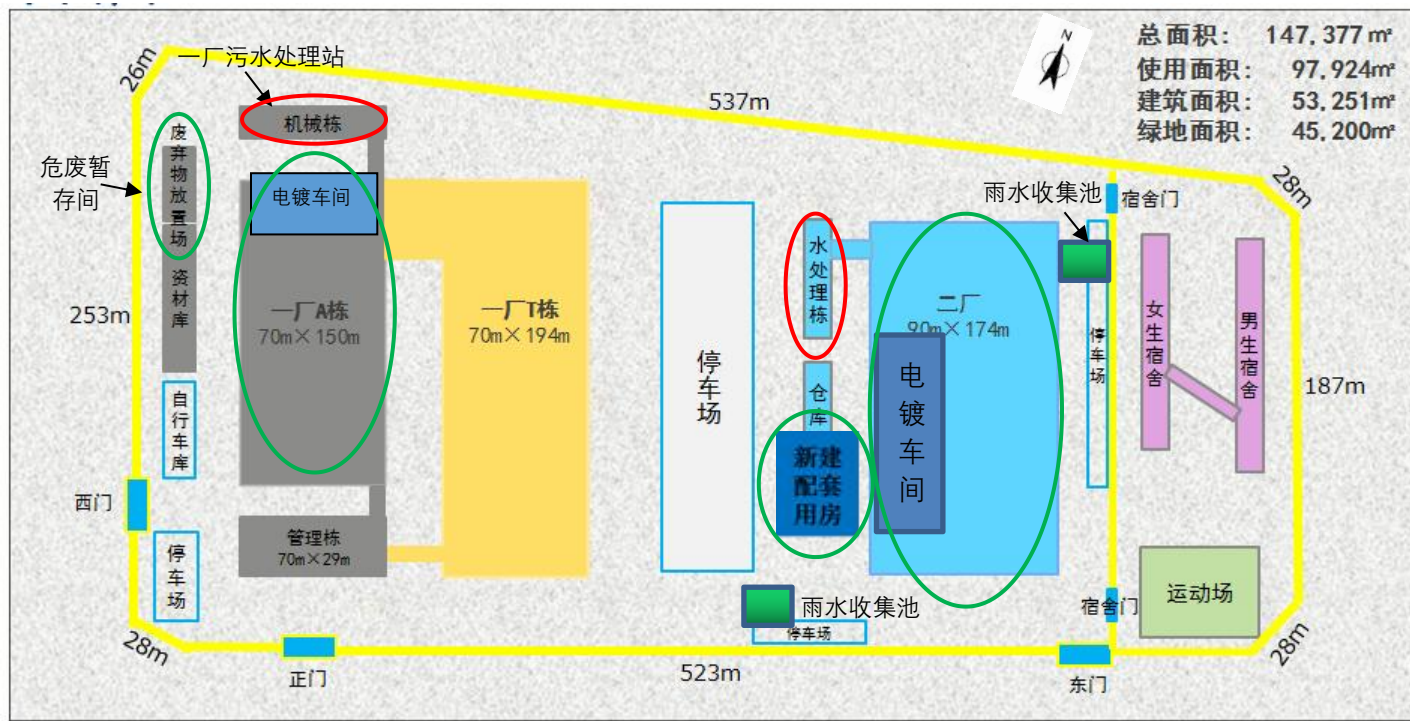 总面积: 147,377㎡
使用面积: 97,924㎡
建筑面积: 53,251㎡
绿地面积: 45,200㎡
N
一厂污水处理站
26m
537m
机械栋
废弃物放置场
危废暂
存间
电镀车间
雨水收集池
宿舍门
28m
水处理栋
资材库
253m
一厂A栋
70m×150m
一厂T栋
70m×194m
二厂
90m×174m
停车场
停车场
女生宿舍
男生宿舍
187m
仓库
电镀车间
自行车库
新建
配套
用房
西门
管理栋
70m×29m
停车场
雨水收集池
停车场
宿舍门
运动场
28m
正门
523m
东门
28m